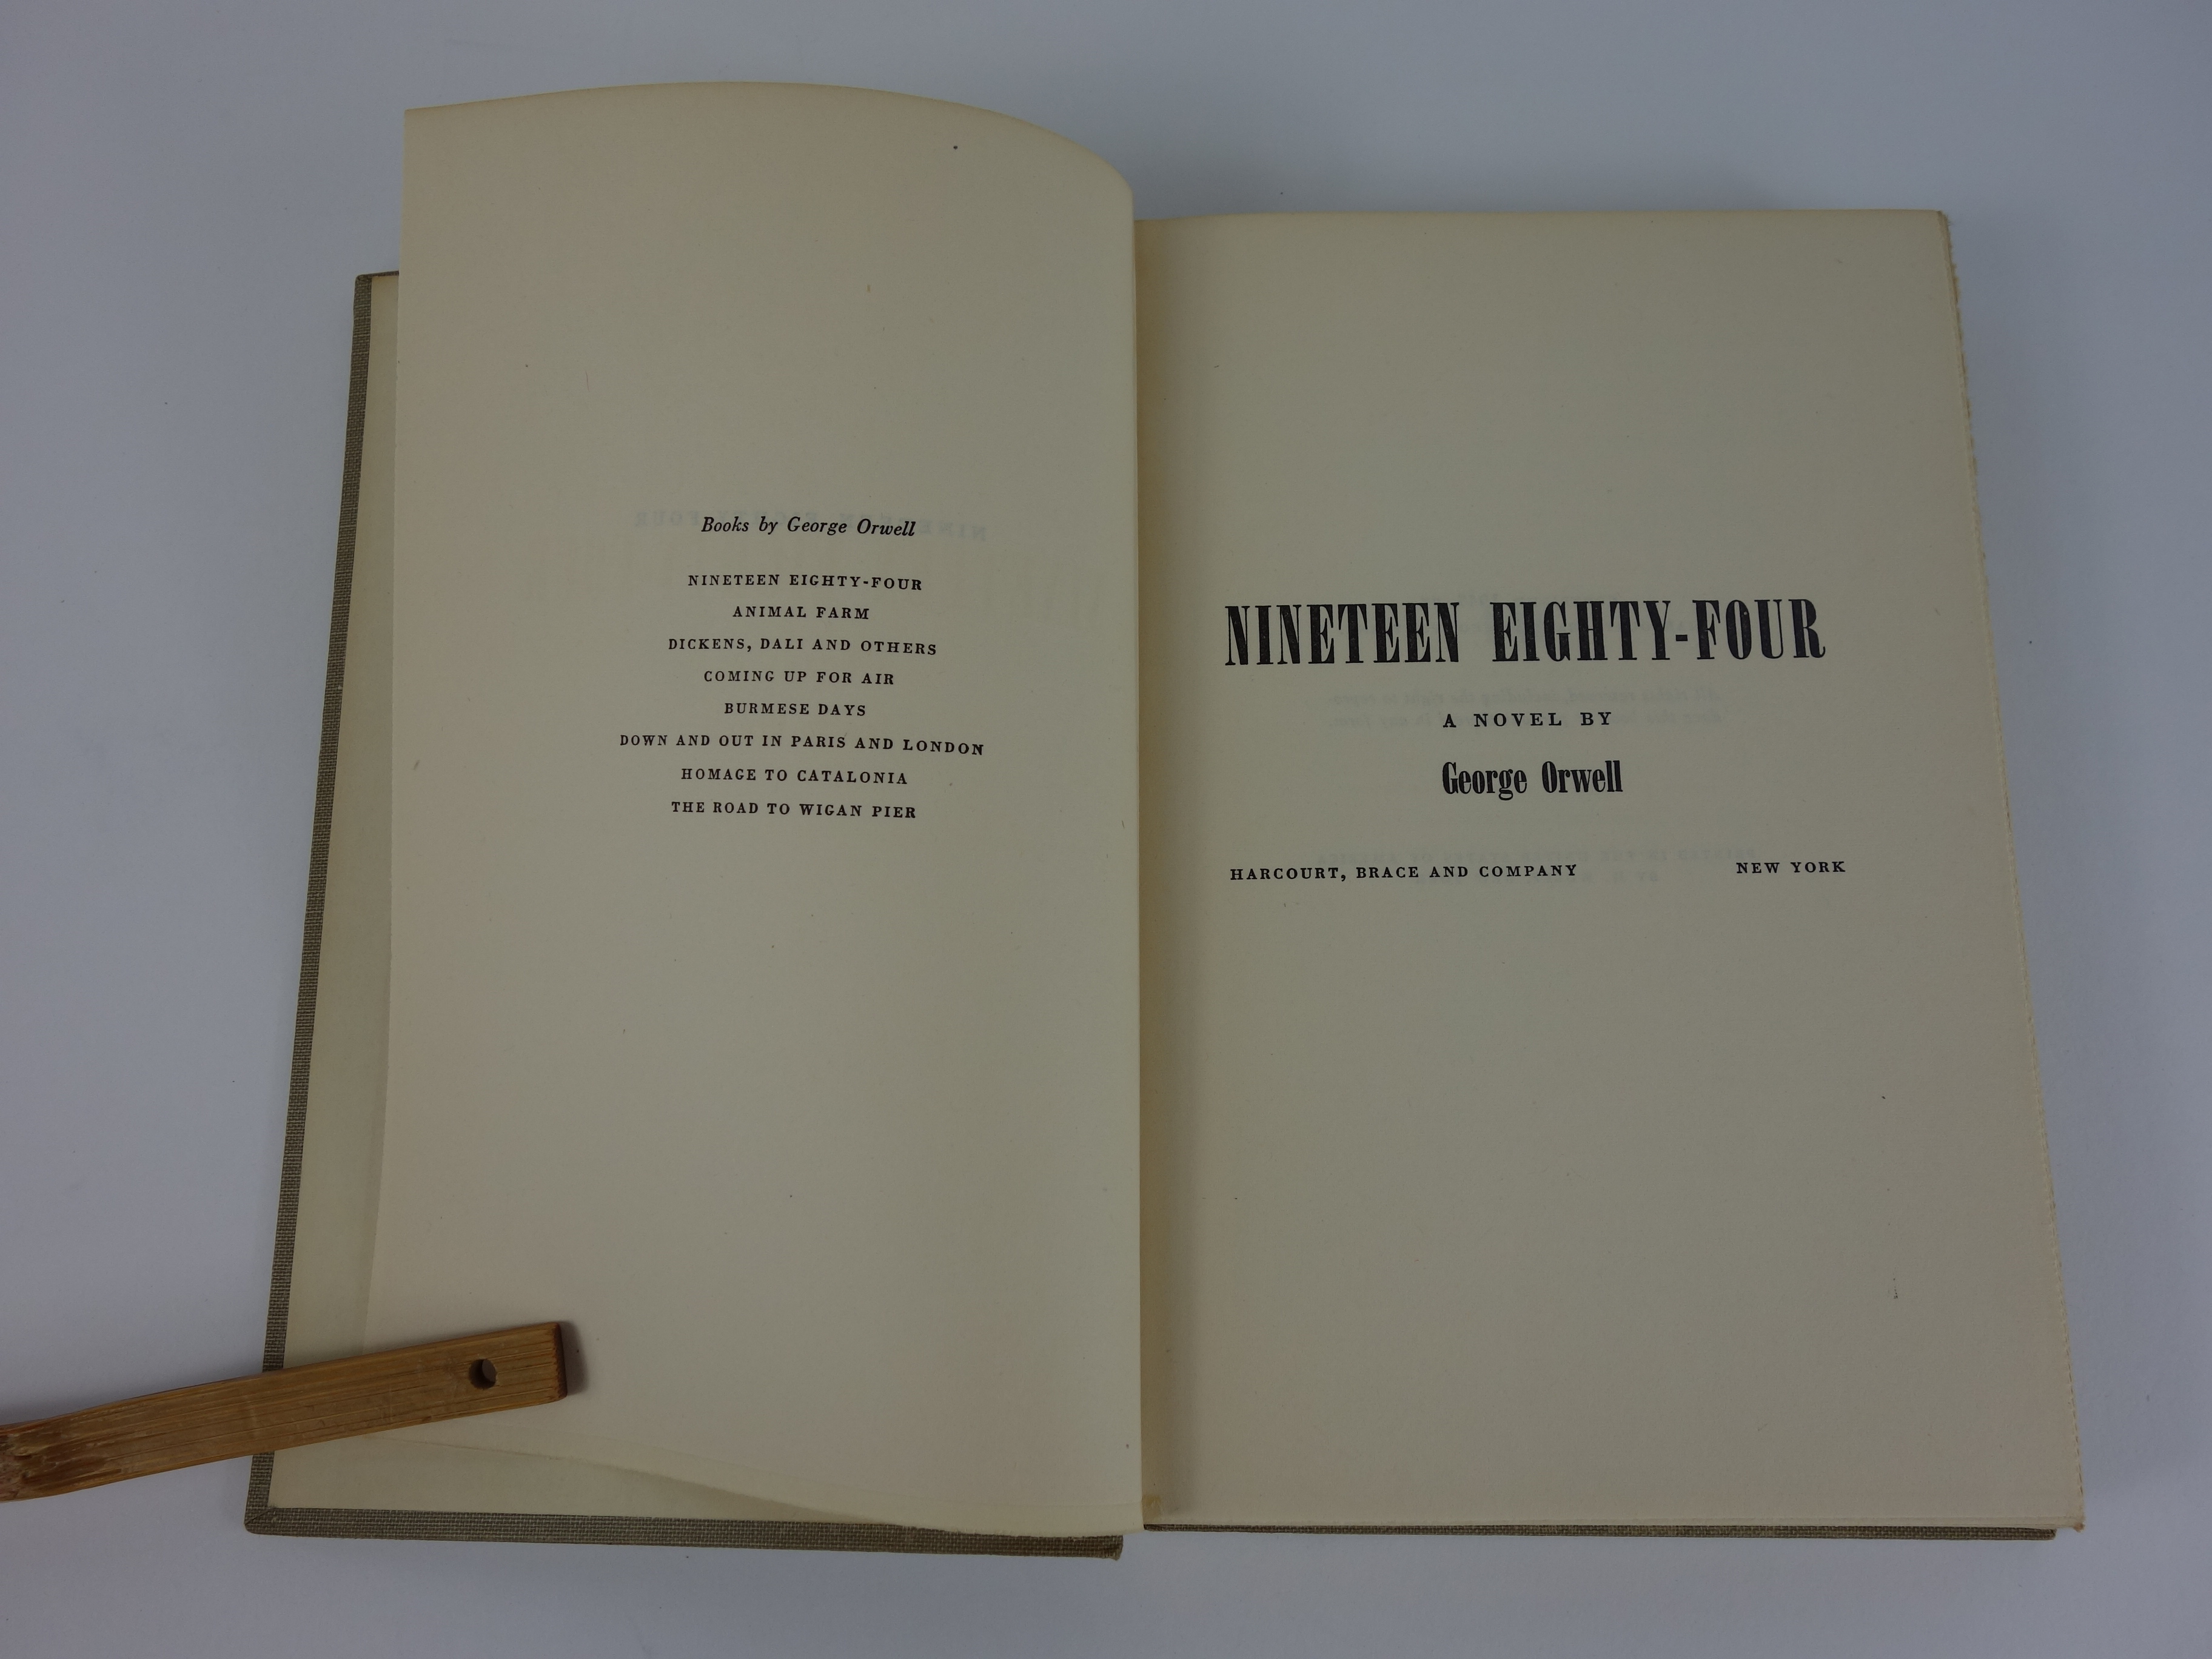 Books by George Orwell
NINETEEN EIGHTY-FOUR
ANIMAL FARM
DICKENS, DALI AND OTHERS
COMING UP FOR AIR
BURMESE DAYS
DOWN AND OUT IN PARIS AND LONDON
HOMAGE TO CATALONIA
THE ROAD TO WIGAN PIER
NINETEEN EIGHTY-FOUR
A NOVEL BY
George Orwell
HARCOURT, BRACE AND COMPANY NEW YORK